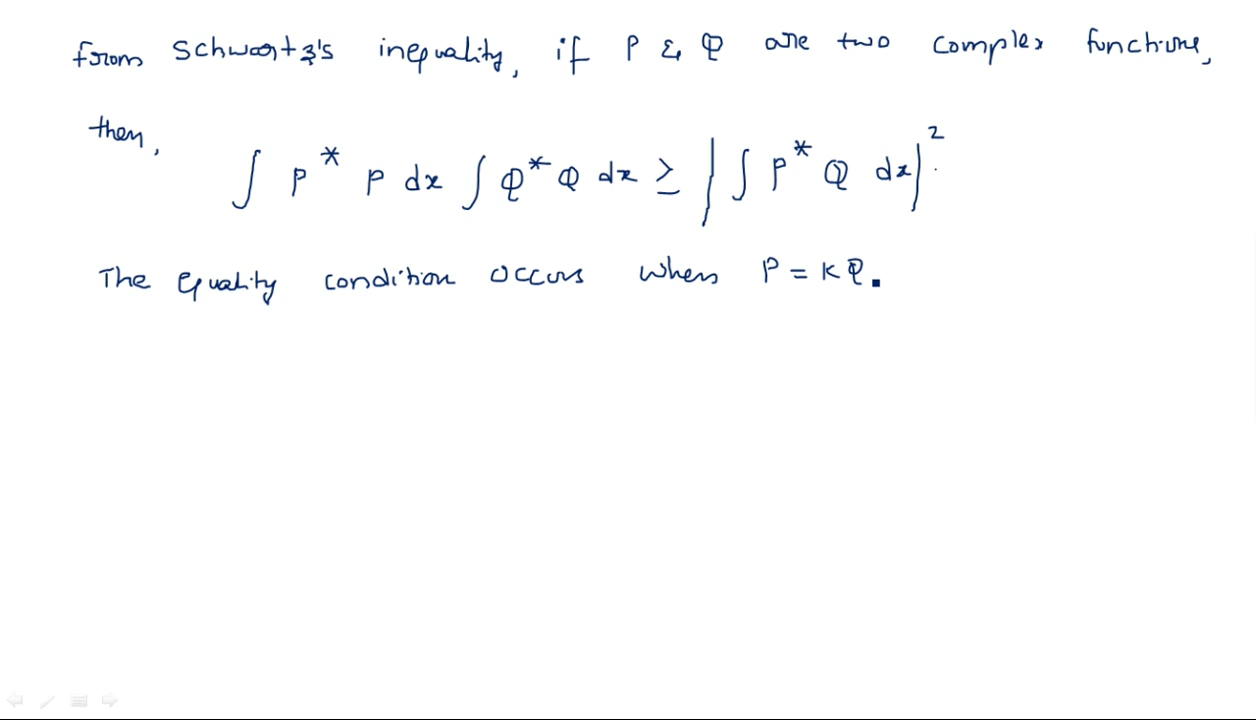 from Schwartz's inequality, if P & Q are two complex functions,
then,
∫ P* P dx ∫ Q* Q dx ≥ |∫ P* Q dx|².
The equality condition occurs when P = KQ.